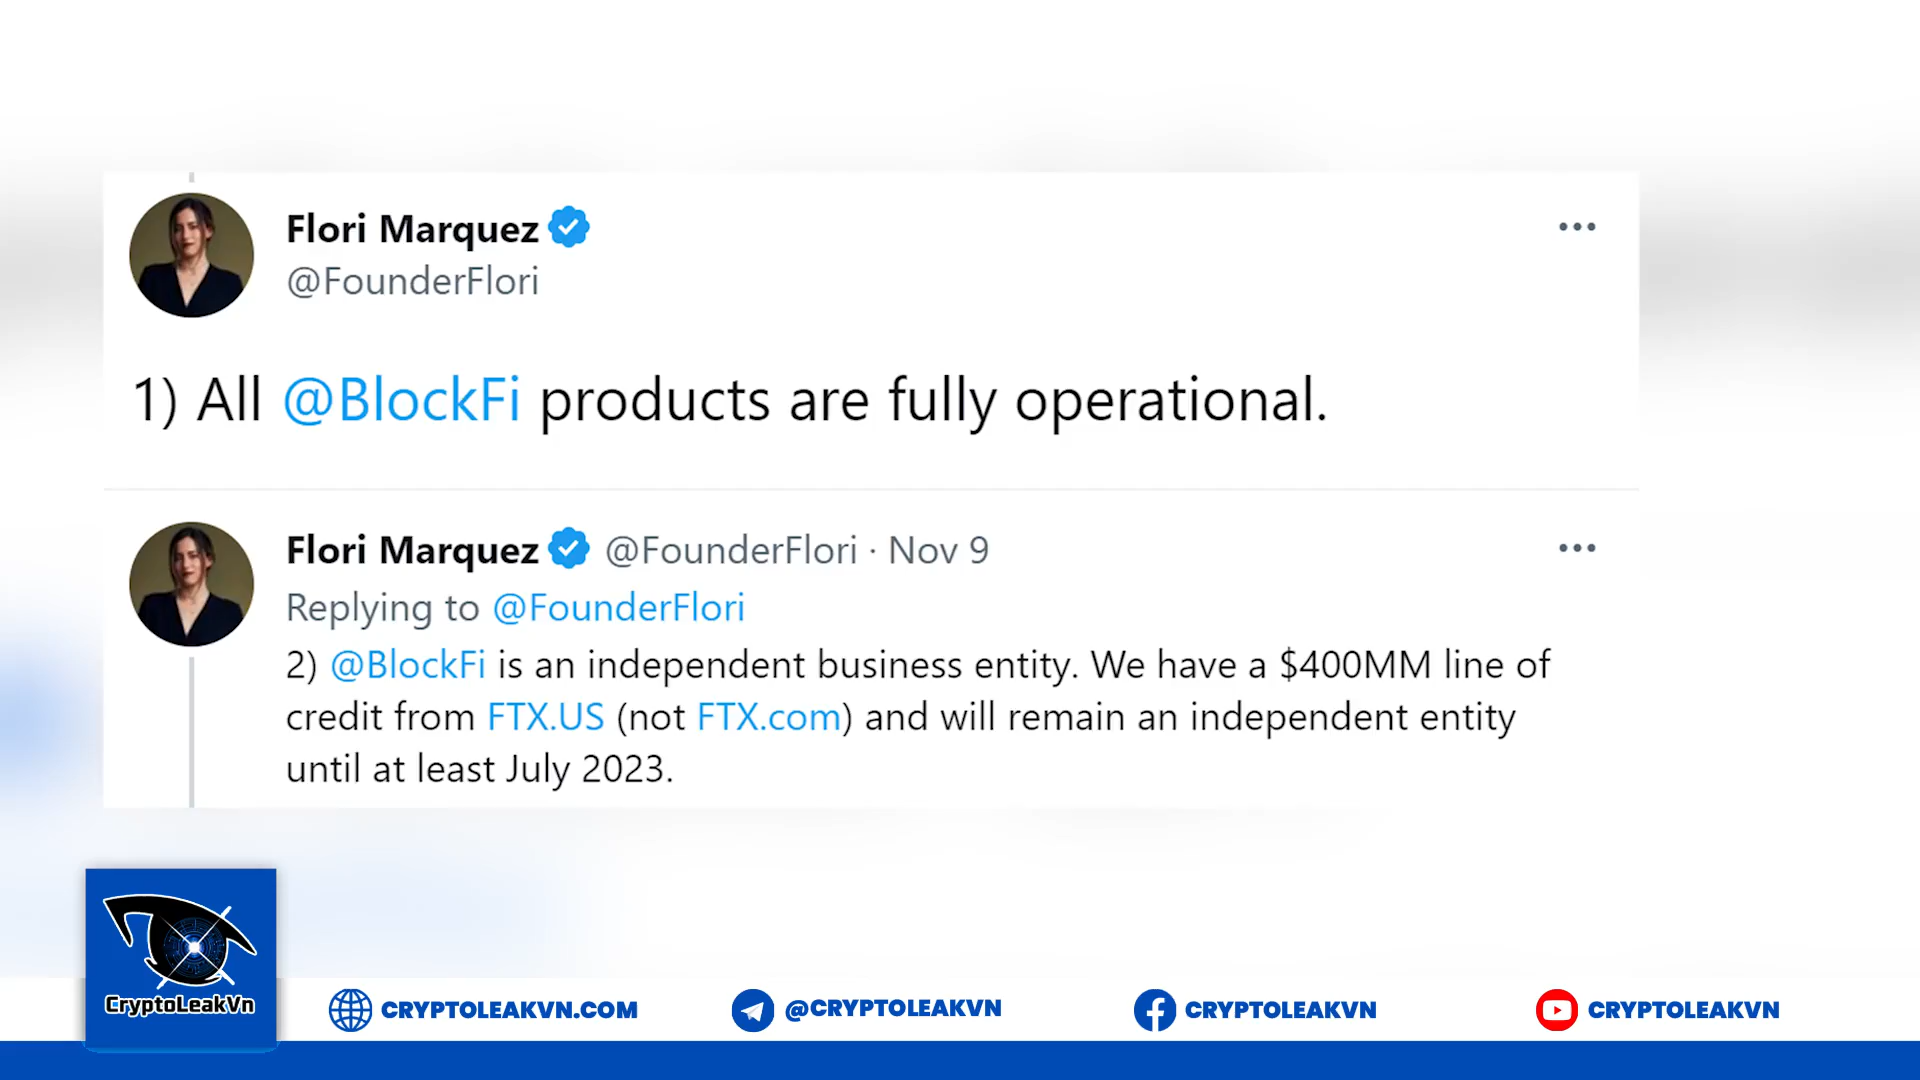 Flori Marquez
@FounderFlori
1) All @BlockFi products are fully operational.
Flori Marquez @FounderFlori · Nov 9
Replying to @FounderFlori
2) @BlockFi is an independent business entity. We have a $400MM line of
credit from FTX.US (not FTX.com) and will remain an independent entity
until at least July 2023.
CryptoLeakVn
CRYPTOLEAKVN.COM
@CRYPTOLEAKVN
CRYPTOLEAKVN
CRYPTOLEAKVN